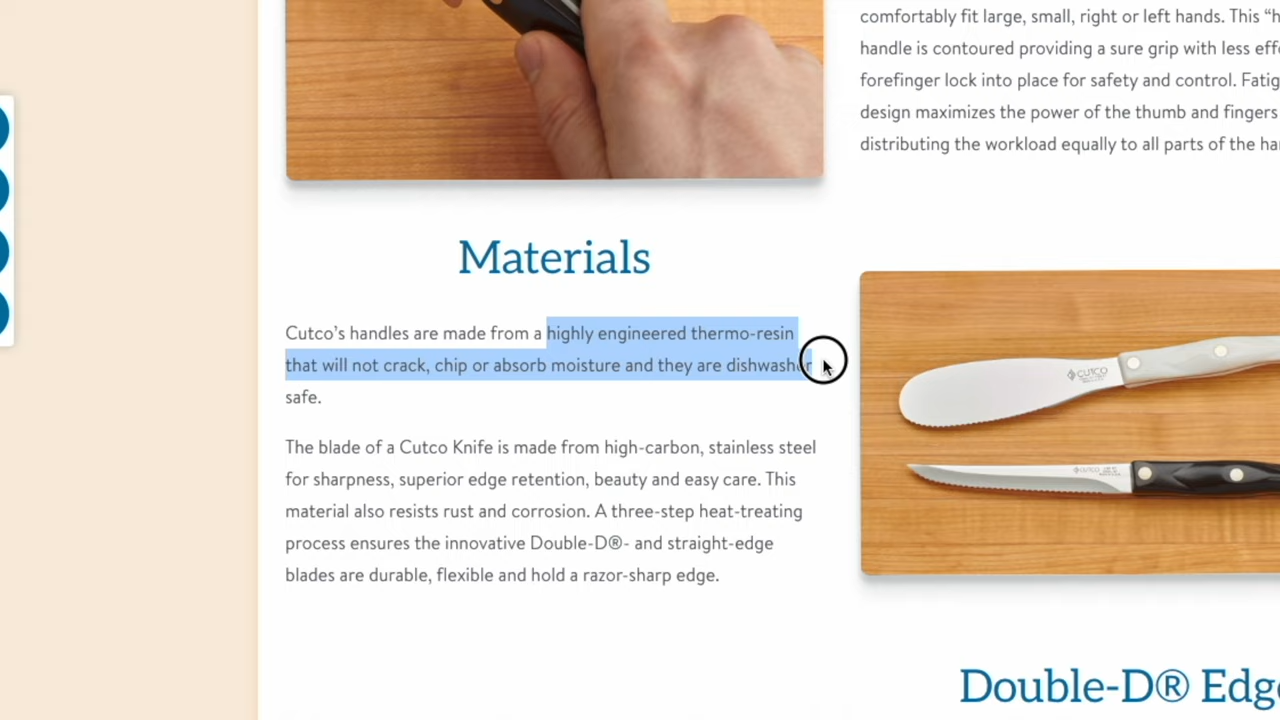 comfortably fit large, small, right or left hands. This “h
handle is contoured providing a sure grip with less effo
forefinger lock into place for safety and control. Fatig
design maximizes the power of the thumb and fingers
distributing the workload equally to all parts of the ha
Materials
Cutco’s handles are made from a highly engineered thermo-resin
that will not crack, chip or absorb moisture and they are dishwasher
safe.
The blade of a Cutco Knife is made from high-carbon, stainless steel
for sharpness, superior edge retention, beauty and easy care. This
material also resists rust and corrosion. A three-step heat-treating
process ensures the innovative Double-D®- and straight-edge
blades are durable, flexible and hold a razor-sharp edge.
CUTCO
CUTCO
Double-D® Edge